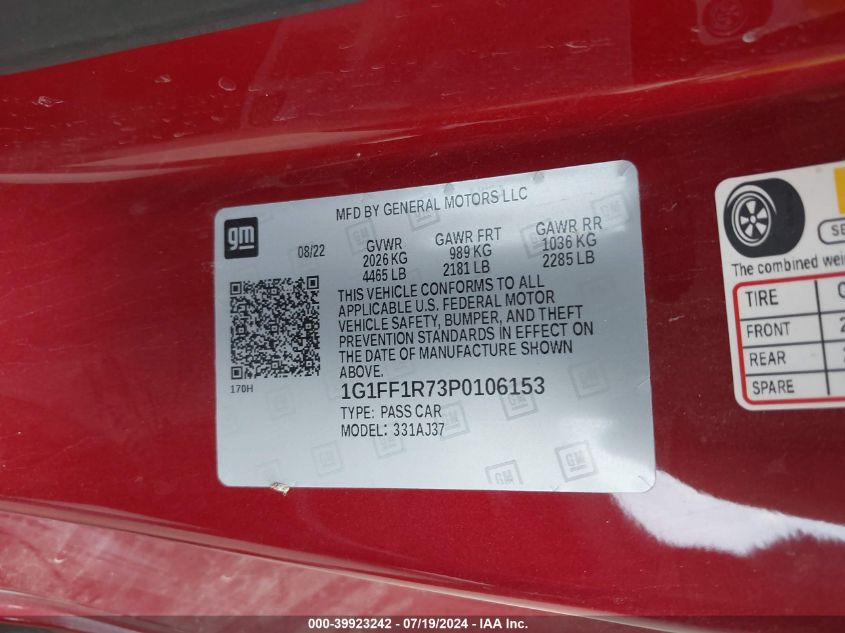 MFD BY GENERAL MOTORS LLC
gm
08/22 GVWR GAWR FRT GAWR RR
2026 KG 989 KG 1036 KG
4465 LB 2181 LB 2285 LB
THIS VEHICLE CONFORMS TO ALL
APPLICABLE U.S. FEDERAL MOTOR
VEHICLE SAFETY, BUMPER, AND THEFT
PREVENTION STANDARDS IN EFFECT ON
THE DATE OF MANUFACTURE SHOWN
ABOVE.
170H
1G1FF1R73P0106153
TYPE: PASS CAR
MODEL: 331AJ37
The combined
TIRE
FRONT
REAR
SPARE
000-39923242 - 07/19/2024 - WWW.IAAI.COM